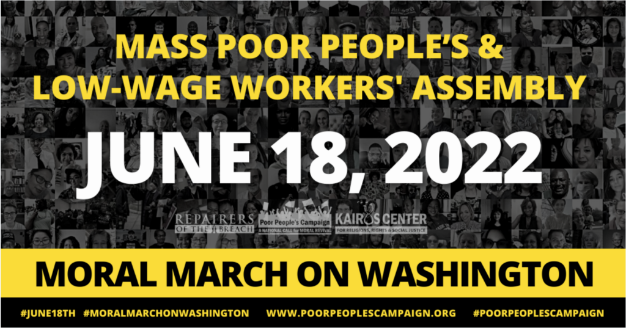 MASS POOR PEOPLE'S &
LOW-WAGE WORKERS' ASSEMBLY
JUNE 18, 2022
REPAIRERS
OF THE BREACH
Poor People's Campaign
A NATIONAL CALL FOR MORAL REVIVAL
KAIROS CENTER
FOR RELIGIONS, RIGHTS & SOCIAL JUSTICE
MORAL MARCH ON WASHINGTON
#JUNE18TH #MORALMARCHONWASHINGTON WWW.POORPEOPLESCAMPAIGN.ORG #POORPEOPLESCAMPAIGN